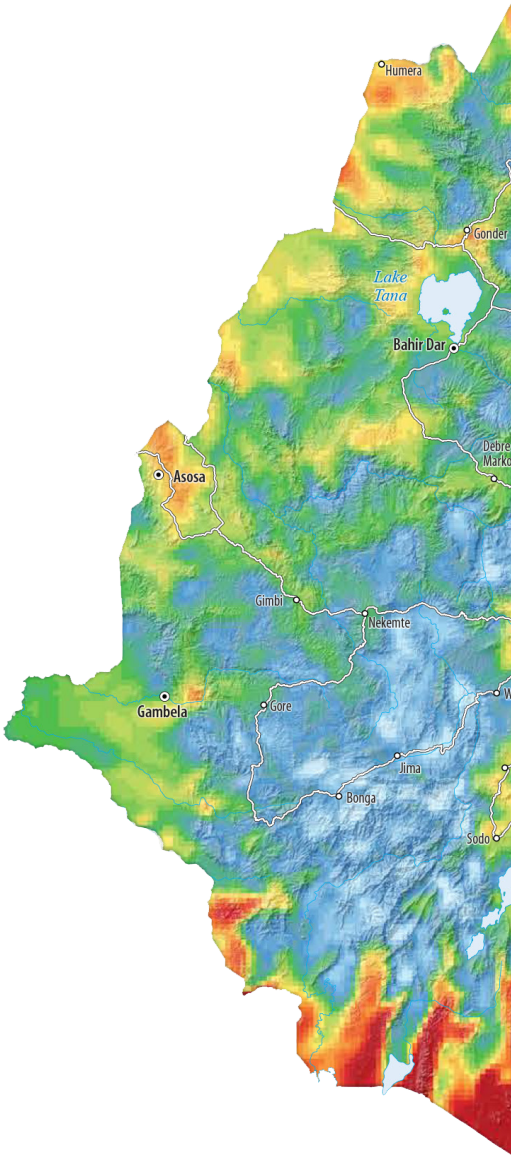 Humera
Gonder
Lake
Tana
Bahir Dar
Debre
Marko
Asosa
Gimbi
Nekemte
Gambela
Gore
W
Jima
Bonga
Sodo